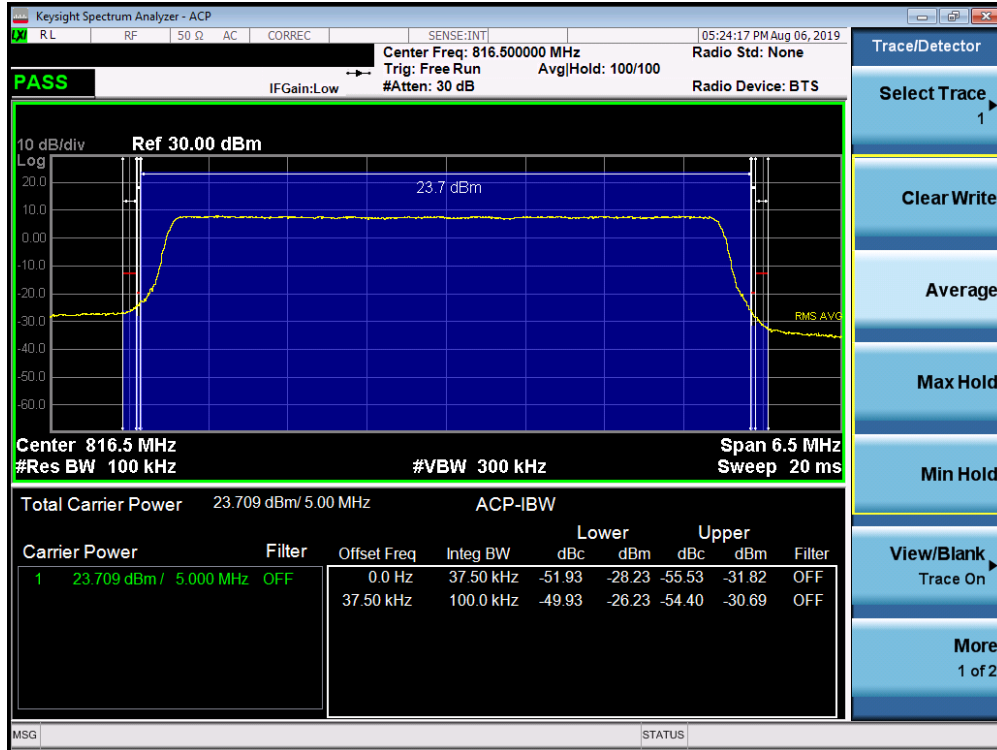 Keysight Spectrum Analyzer - ACP
LXI RL RF 50 Ω AC CORREC SENSE:INT 05:24:17 PM Aug 06, 2019
Center Freq: 816.500000 MHz Radio Std: None
Trig: Free Run Avg|Hold: 100/100
PASS IFGain:Low #Atten: 30 dB Radio Device: BTS
10 dB/div Ref 30.00 dBm
Log
20.0
23.7 dBm
10.0
0.00
-10.0
-20.0
-30.0
RMS AVG
-40.0
-50.0
-60.0
Center 816.5 MHz Span 6.5 MHz
#Res BW 100 kHz #VBW 300 kHz Sweep 20 ms
Total Carrier Power 23.709 dBm/ 5.00 MHz ACP-IBW
Lower Upper
Carrier Power Filter Offset Freq Integ BW dBc dBm dBc dBm Filter
1 23.709 dBm / 5.000 MHz OFF 0.0 Hz 37.50 kHz -51.93 -28.23 -55.53 -31.82 OFF
37.50 kHz 100.0 kHz -49.93 -26.23 -54.40 -30.69 OFF
MSG STATUS
Trace/Detector
Select Trace
1
Clear Write
Average
Max Hold
Min Hold
View/Blank
Trace On
More
1 of 2